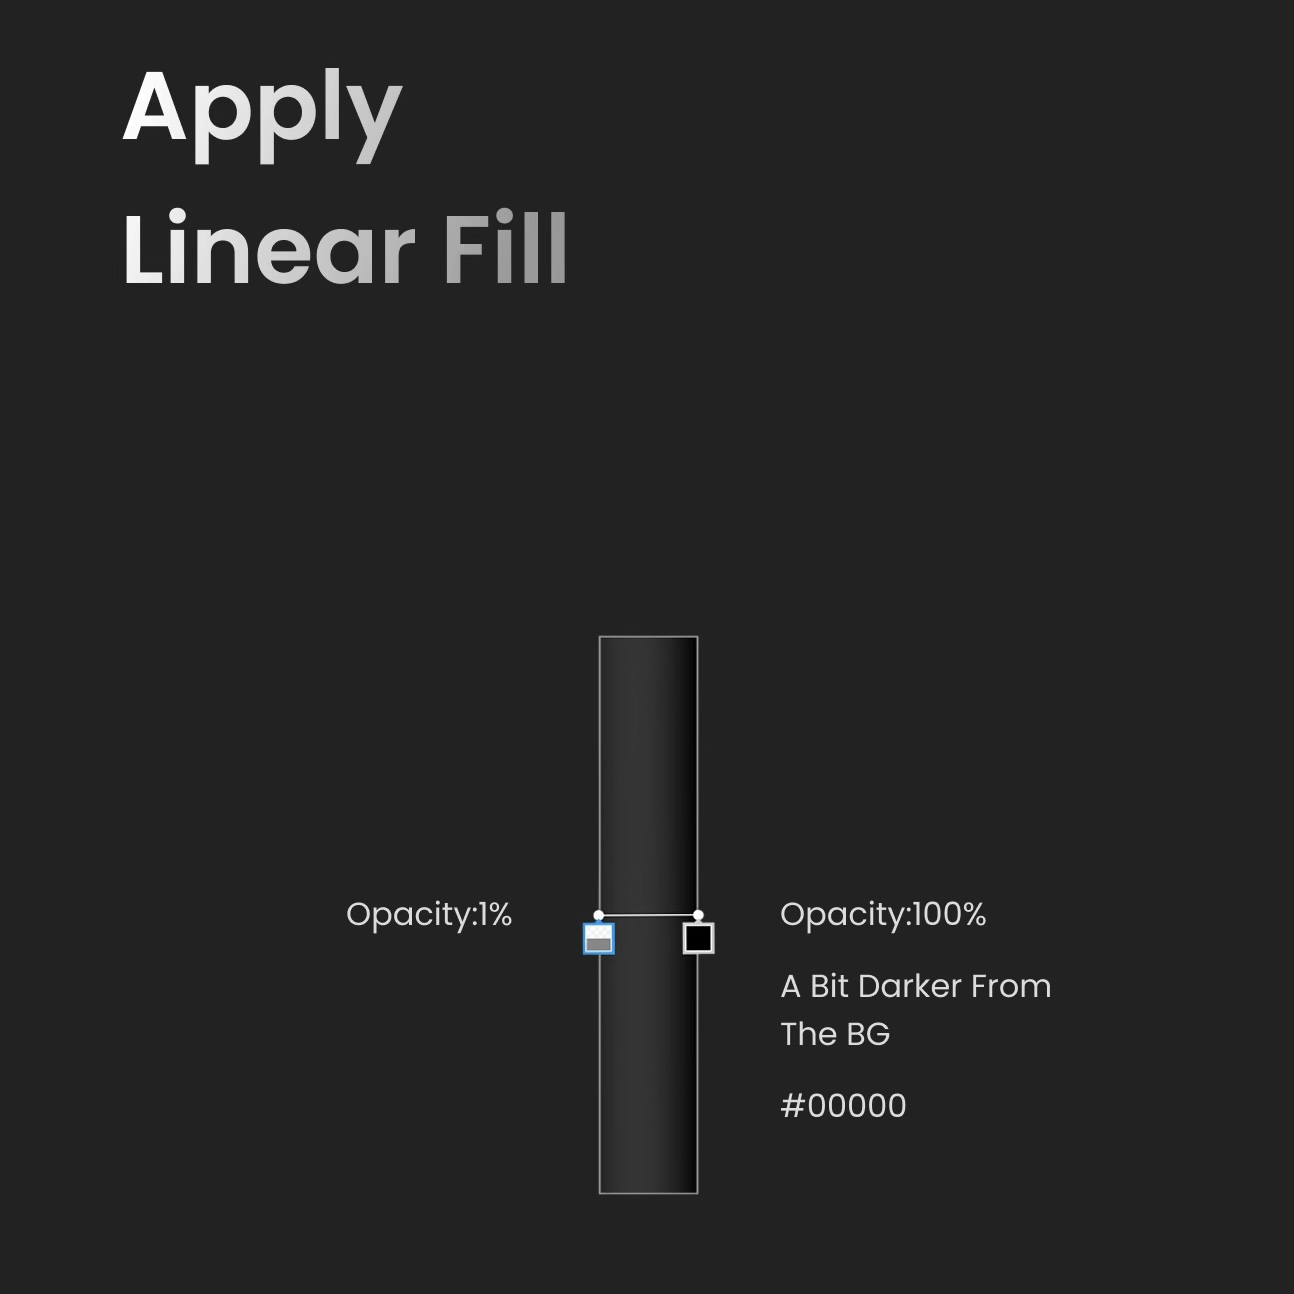 Apply
Linear Fill
Opacity:1%
Opacity:100%
A Bit Darker From
The BG
#00000